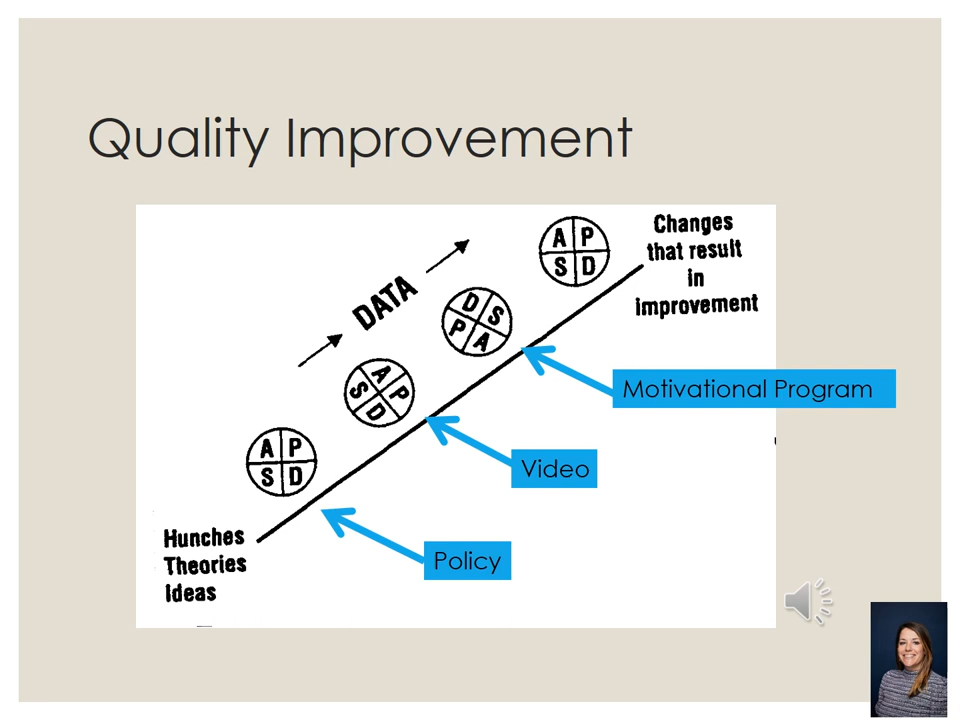 Quality Improvement
Changes
that result
in
improvement
A P
S D
DATA
D S
P A
A P
S D
A P
S D
Motivational Program
Video
Policy
Hunches
Theories
Ideas